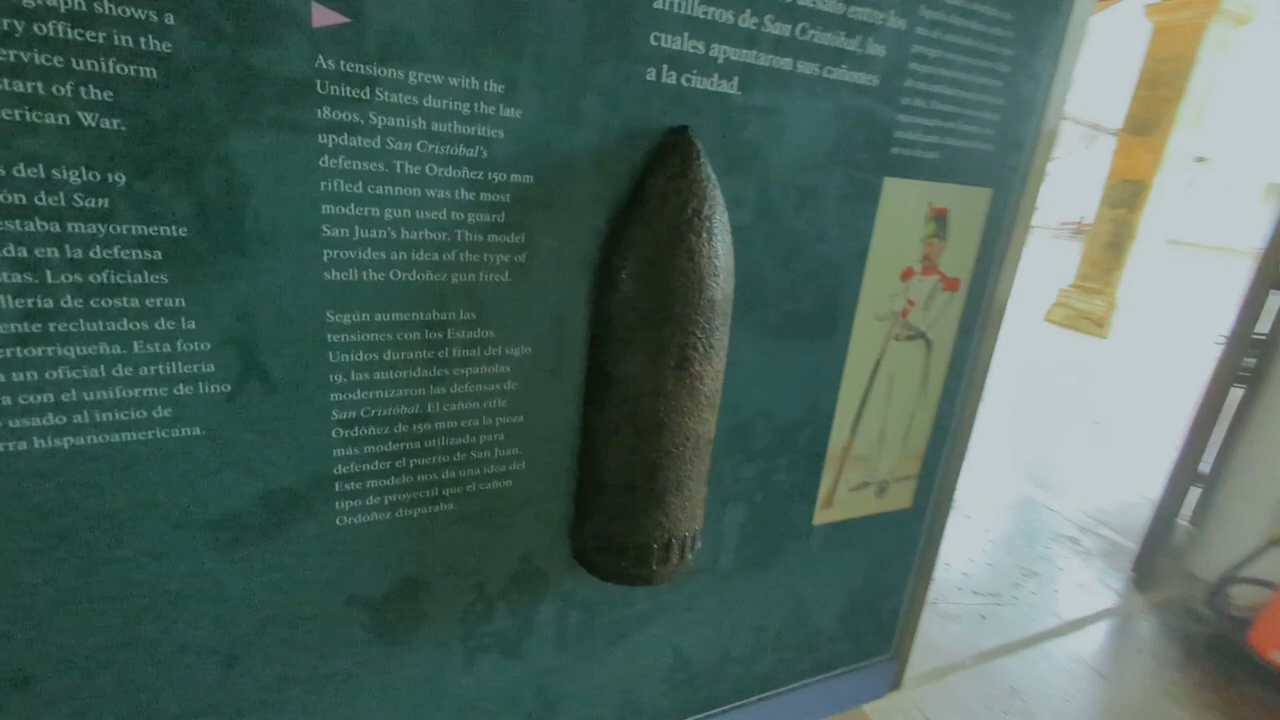 graph shows a
ry officer in the
ervice uniform
start of the
erican War.
s del siglo 19
ón del San
estaba mayormente
da en la defensa
tas. Los oficiales
llería de costa eran
ente reclutados de la
ertorriqueña. Esta foto
a un oficial de artillería
a con el uniforme de lino
usado al inicio de
rra hispanoamericana.
As tensions grew with the
United States during the late
1800s, Spanish authorities
updated San Cristóbal's
defenses. The Ordoñez 150 mm
rifled cannon was the most
modern gun used to guard
San Juan's harbor. This model
provides an idea of the type of
shell the Ordoñez gun fired.
Según aumentaban las
tensiones con los Estados
Unidos durante el final del siglo
19, las autoridades españolas
modernizaron las defensas de
San Cristóbal. El cañón rifle
Ordóñez de 150 mm era la pieza
más moderna utilizada para
defender el puerto de San Juan.
Este modelo nos da una idea del
tipo de proyectil que el cañón
Ordóñez disparaba.
entre los
artilleros de San Cristóbal, los
cuales apuntaron sus cañones
a la ciudad.